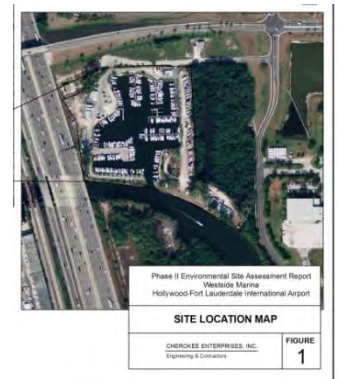 Phase II Environmental Site Assessment Report
Westside Marina
Hollywood-Fort Lauderdale International Airport
SITE LOCATION MAP
CHEROKEE ENTERPRISES, INC.
Engineering & Contractors
FIGURE
1